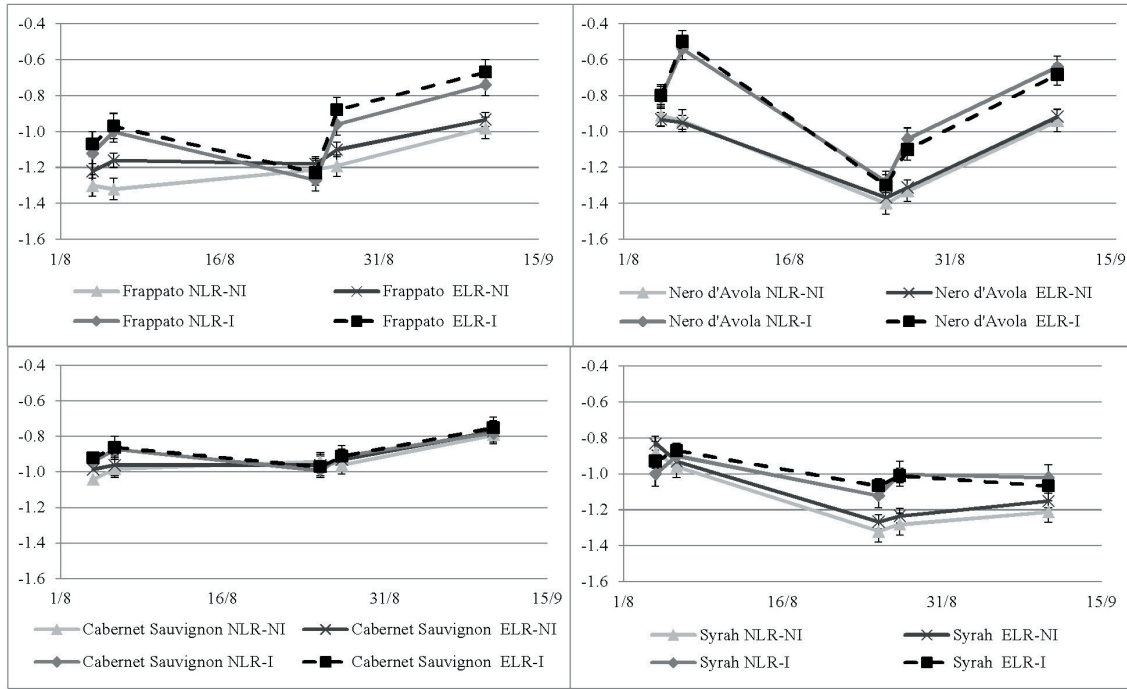 -0.4
-0.6
-0.8
-1.0
-1.2
-1.4
-1.6
1/8 16/8 31/8 15/9
Frappato NLR-NI Frappato ELR-NI
Frappato NLR-I Frappato ELR-I
-0.4
-0.6
-0.8
-1.0
-1.2
-1.4
-1.6
1/8 16/8 31/8 15/9
Nero d'Avola NLR-NI Nero d'Avola ELR-NI
Nero d'Avola NLR-I Nero d'Avola ELR-I
-0.4
-0.6
-0.8
-1.0
-1.2
-1.4
-1.6
1/8 16/8 31/8 15/9
Cabernet Sauvignon NLR-NI Cabernet Sauvignon ELR-NI
Cabernet Sauvignon NLR-I Cabernet Sauvignon ELR-I
-0.4
-0.6
-0.8
-1.0
-1.2
-1.4
-1.6
1/8 16/8 31/8 15/9
Syrah NLR-NI Syrah ELR-NI
Syrah NLR-I Syrah ELR-I